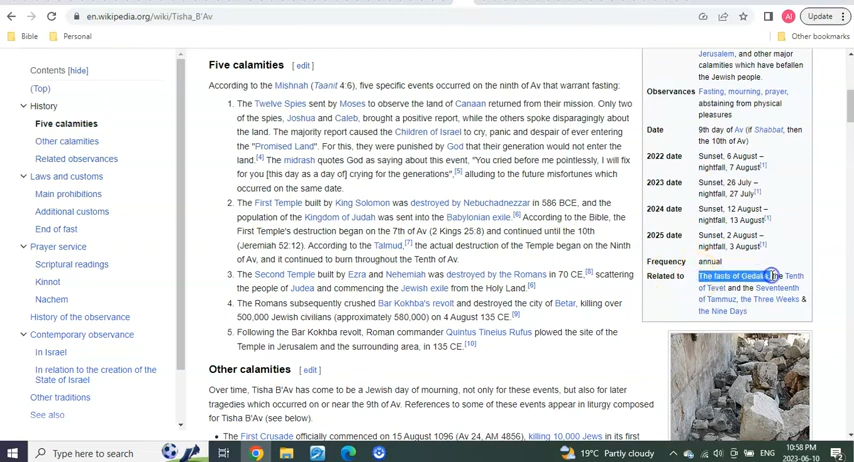 en.wikipedia.org/wiki/Tisha_B'Av
AI
Update
Bible
Personal
Other bookmarks
Contents [hide]
(Top)
History
Five calamities
Other calamities
Related observances
Laws and customs
Main prohibitions
Additional customs
End of fast
Prayer service
Scriptural readings
Kinnot
Nachem
History of the observance
Contemporary observance
In Israel
In relation to the creation of the
State of Israel
Other traditions
See also
Five calamities [edit]
According to the Mishnah (Taanit 4:6), five specific events occurred on the ninth of Av that warrant fasting:
1. The Twelve Spies sent by Moses to observe the land of Canaan returned from their mission. Only two
of the spies, Joshua and Caleb, brought a positive report, while the others spoke disparagingly about
the land. The majority report caused the Children of Israel to cry, panic and despair of ever entering
the "Promised Land". For this, they were punished by God that their generation would not enter the
land.[4] The midrash quotes God as saying about this event, "You cried before me pointlessly, I will fix
for you [this day as a day of] crying for the generations",[5] alluding to the future misfortunes which
occurred on the same date.
2. The First Temple built by King Solomon was destroyed by Nebuchadnezzar in 586 BCE, and the
population of the Kingdom of Judah was sent into the Babylonian exile.[6] According to the Bible, the
First Temple's destruction began on the 7th of Av (2 Kings 25:8) and continued until the 10th
(Jeremiah 52:12). According to the Talmud,[7] the actual destruction of the Temple began on the Ninth
of Av, and it continued to burn throughout the Tenth of Av.
3. The Second Temple built by Ezra and Nehemiah was destroyed by the Romans in 70 CE,[8] scattering
the people of Judea and commencing the Jewish exile from the Holy Land.[6]
4. The Romans subsequently crushed Bar Kokhba's revolt and destroyed the city of Betar, killing over
500,000 Jewish civilians (approximately 580,000) on 4 August 135 CE.[9]
5. Following the Bar Kokhba revolt, Roman commander Quintus Tineius Rufus plowed the site of the
Temple in Jerusalem and the surrounding area, in 135 CE.[10]
Other calamities [edit]
Over time, Tisha B'Av has come to be a Jewish day of mourning, not only for these events, but also for later
tragedies which occurred on or near the 9th of Av. References to some of these events appear in liturgy composed
for Tisha B'Av (see below).
• The First Crusade officially commenced on 15 August 1096 (Av 24, AM 4856), killing 10,000 Jews in its first
Jerusalem, and other major
calamities which have befallen
the Jewish people.
Observances Fasting, mourning, prayer,
abstaining from physical
pleasures
Date 9th day of Av (if Shabbat, then
the 10th of Av)
2022 date Sunset, 6 August –
nightfall, 7 August[1]
2023 date Sunset, 26 July –
nightfall, 27 July[1]
2024 date Sunset, 12 August –
nightfall, 13 August[1]
2025 date Sunset, 2 August –
nightfall, 3 August[1]
Frequency annual
Related to The fasts of Gedalia, the Tenth
of Tevet and the Seventeenth
of Tammuz, the Three Weeks &
the Nine Days
Type here to search
19°C Partly cloudy
ENG
10:58 PM
2023-06-10
2